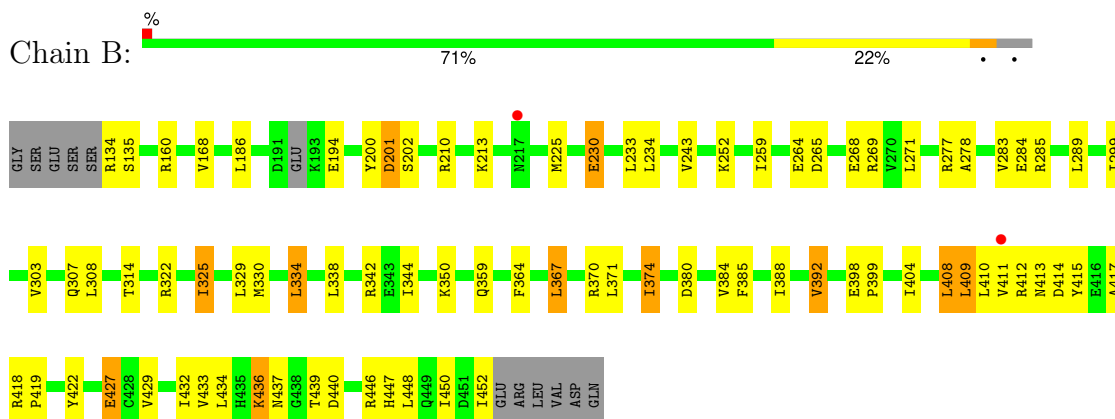 %
Chain B:
71% 22% • •
GLY SER GLU SER SER R134 S135 R160 V168 L186 D191 GLU K193 E194 Y200 D201 S202 R210 K213 N217 M225 E230 L233 L234 V243 K252 I259 E264 D265 E268 R269 V270 L271 R277 A278 V283 E284 R285 L289
V303 Q307 L308 T314 R322 I325 L329 M330 L334 L338 R342 E343 I344 K350 Q359 F364 L367 R370 L371 I374 D380 V384 F385 I388 V392 E398 P399 I404 L408 L409 L410 V411 R412 N413 D414 Y415 E416 A417
R418 P419 Y422 E427 C428 V429 I432 V433 L434 H435 K436 N437 G438 T439 D440 R446 H447 L448 Q449 I450 D451 I452 GLU ARG LEU VAL ASP GLN